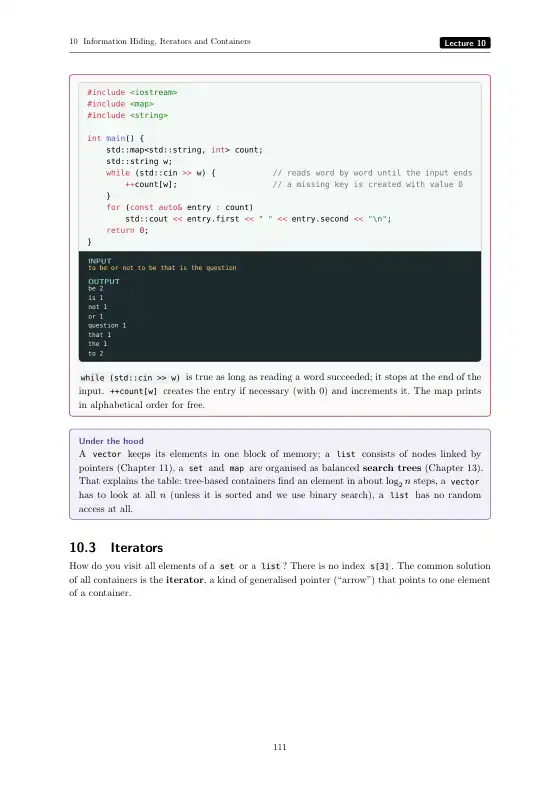 10 Information Hiding, Iterators and Containers
Lecture 10
#include <iostream>
#include <map>
#include <string>
int main() {
    std::map<std::string, int> count;
    std::string w;
    while (std::cin >> w) {            // reads word by word until the input ends
        ++count[w];                    // a missing key is created with value 0
    }
    for (const auto& entry : count)
        std::cout << entry.first << " " << entry.second << "\n";
    return 0;
}
INPUT
to be or not to be that is the question
OUTPUT
be 2
is 1
not 1
or 1
question 1
that 1
the 1
to 2
while (std::cin >> w) is true as long as reading a word succeeded; it stops at the end of the
input. ++count[w] creates the entry if necessary (with 0) and increments it. The map prints
in alphabetical order for free.
Under the hood
A vector keeps its elements in one block of memory; a list consists of nodes linked by
pointers (Chapter 11), a set and map are organised as balanced search trees (Chapter 13).
That explains the table: tree-based containers find an element in about log₂ n steps, a vector
has to look at all n (unless it is sorted and we use binary search), a list has no random
access at all.
10.3 Iterators
How do you visit all elements of a set or a list? There is no index s[3]. The common solution
of all containers is the iterator, a kind of generalised pointer (“arrow”) that points to one element
of a container.
111